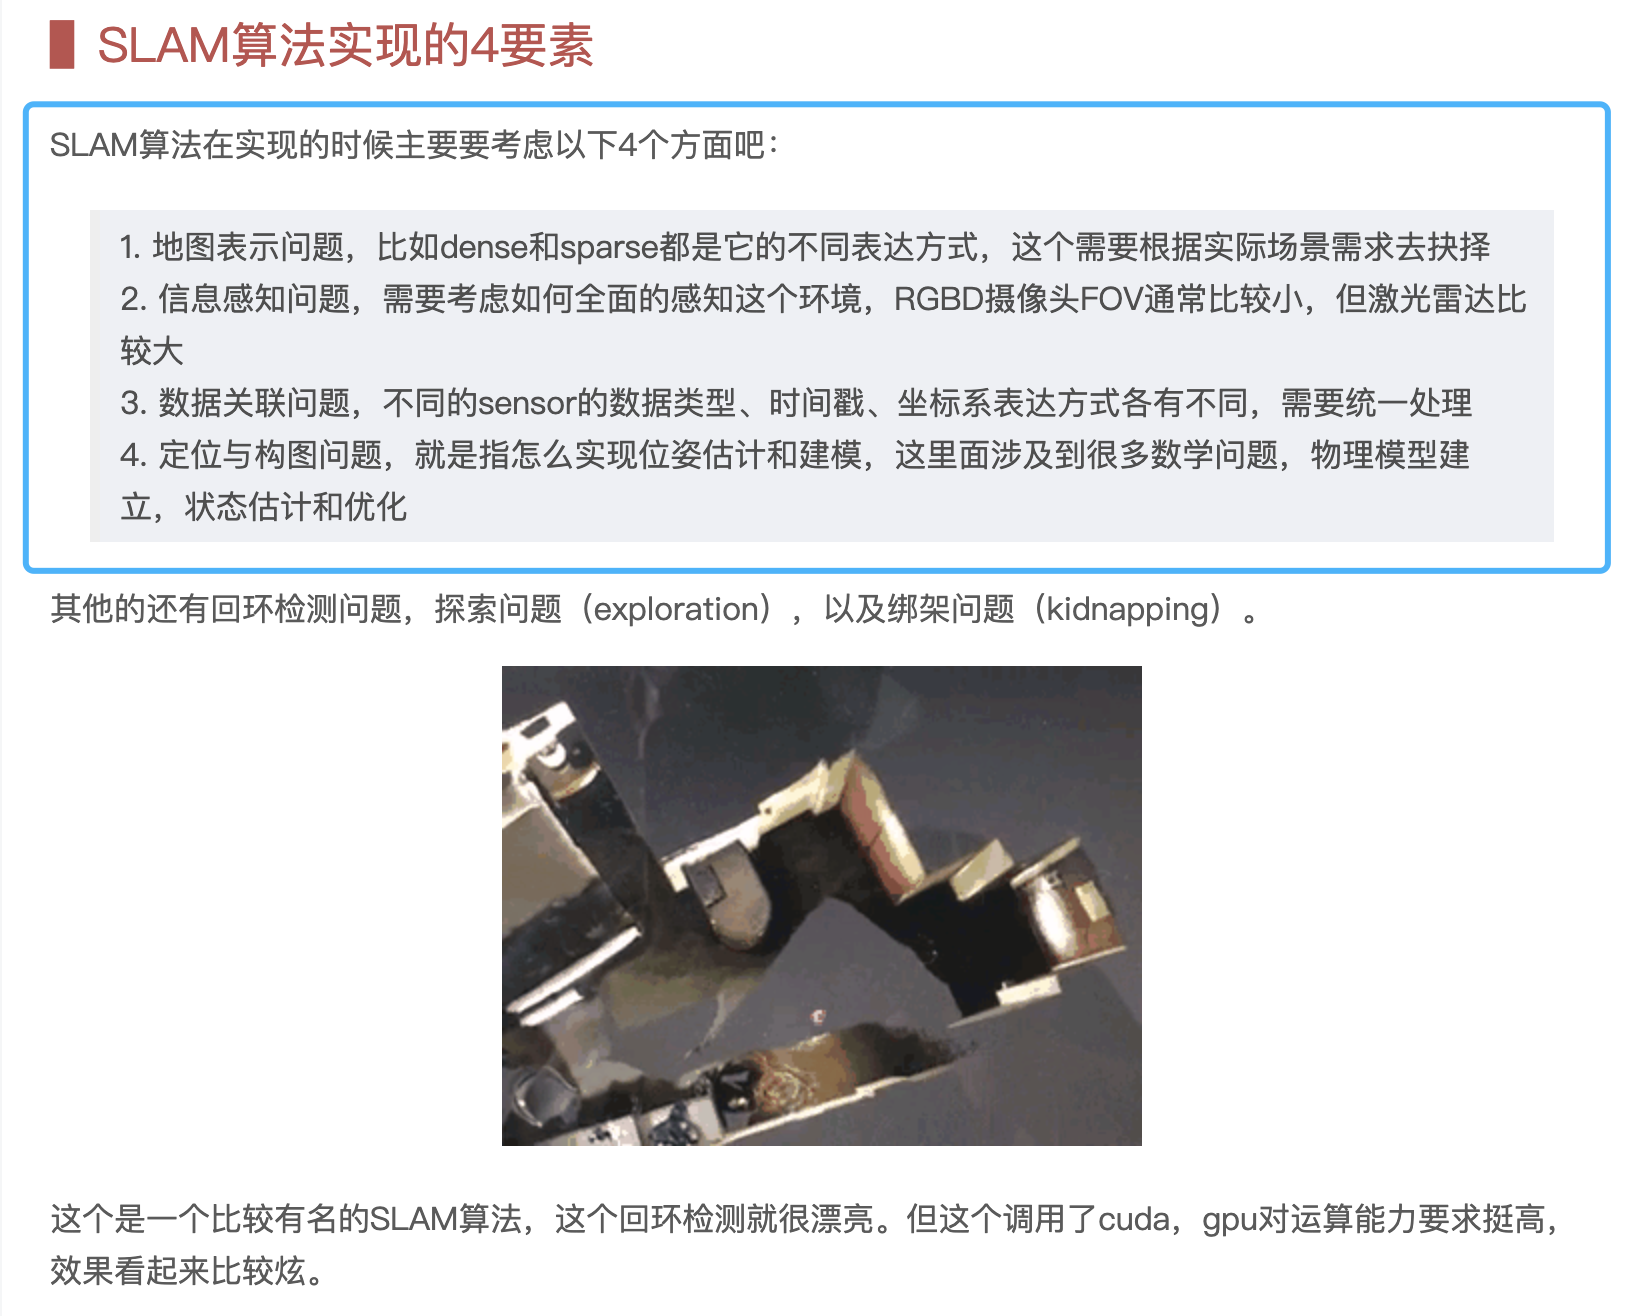 SLAM算法实现的4要素
SLAM算法在实现的时候主要要考虑以下4个方面吧：
1. 地图表示问题，比如dense和sparse都是它的不同表达方式，这个需要根据实际场景需求去抉择
2. 信息感知问题，需要考虑如何全面的感知这个环境，RGBD摄像头FOV通常比较小，但激光雷达比
较大
3. 数据关联问题，不同的sensor的数据类型、时间戳、坐标系表达方式各有不同，需要统一处理
4. 定位与构图问题，就是指怎么实现位姿估计和建模，这里面涉及到很多数学问题，物理模型建
立，状态估计和优化
其他的还有回环检测问题，探索问题（exploration），以及绑架问题（kidnapping）。
这个是一个比较有名的SLAM算法，这个回环检测就很漂亮。但这个调用了cuda，gpu对运算能力要求挺高，
效果看起来比较炫。